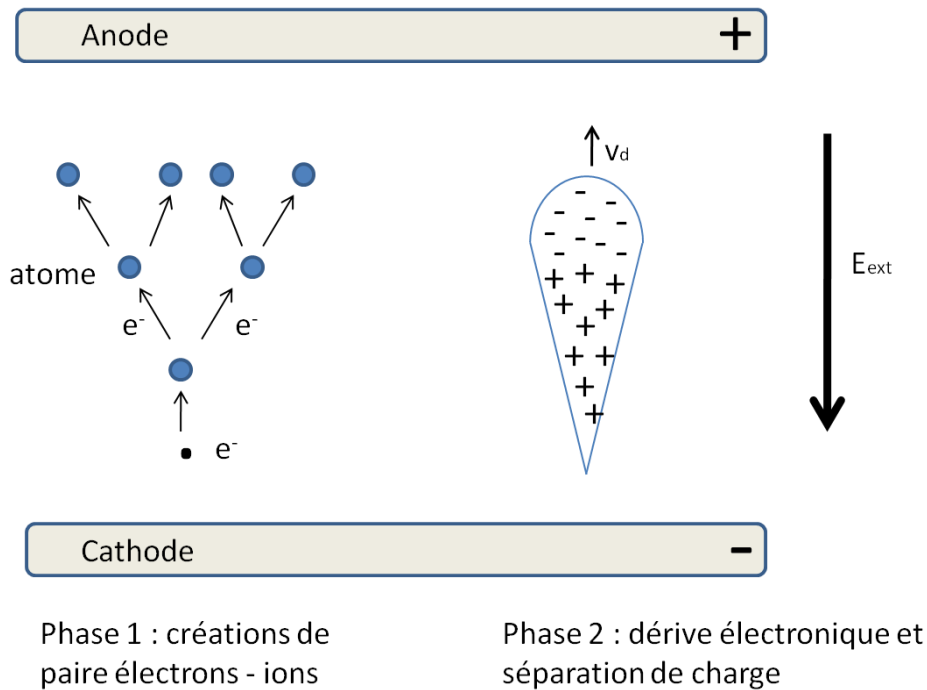 Anode +
atome
e-
e-
e-
vd
Eext
Cathode -
Phase 1 : créations de
paire électrons - ions
Phase 2 : dérive électronique et
séparation de charge